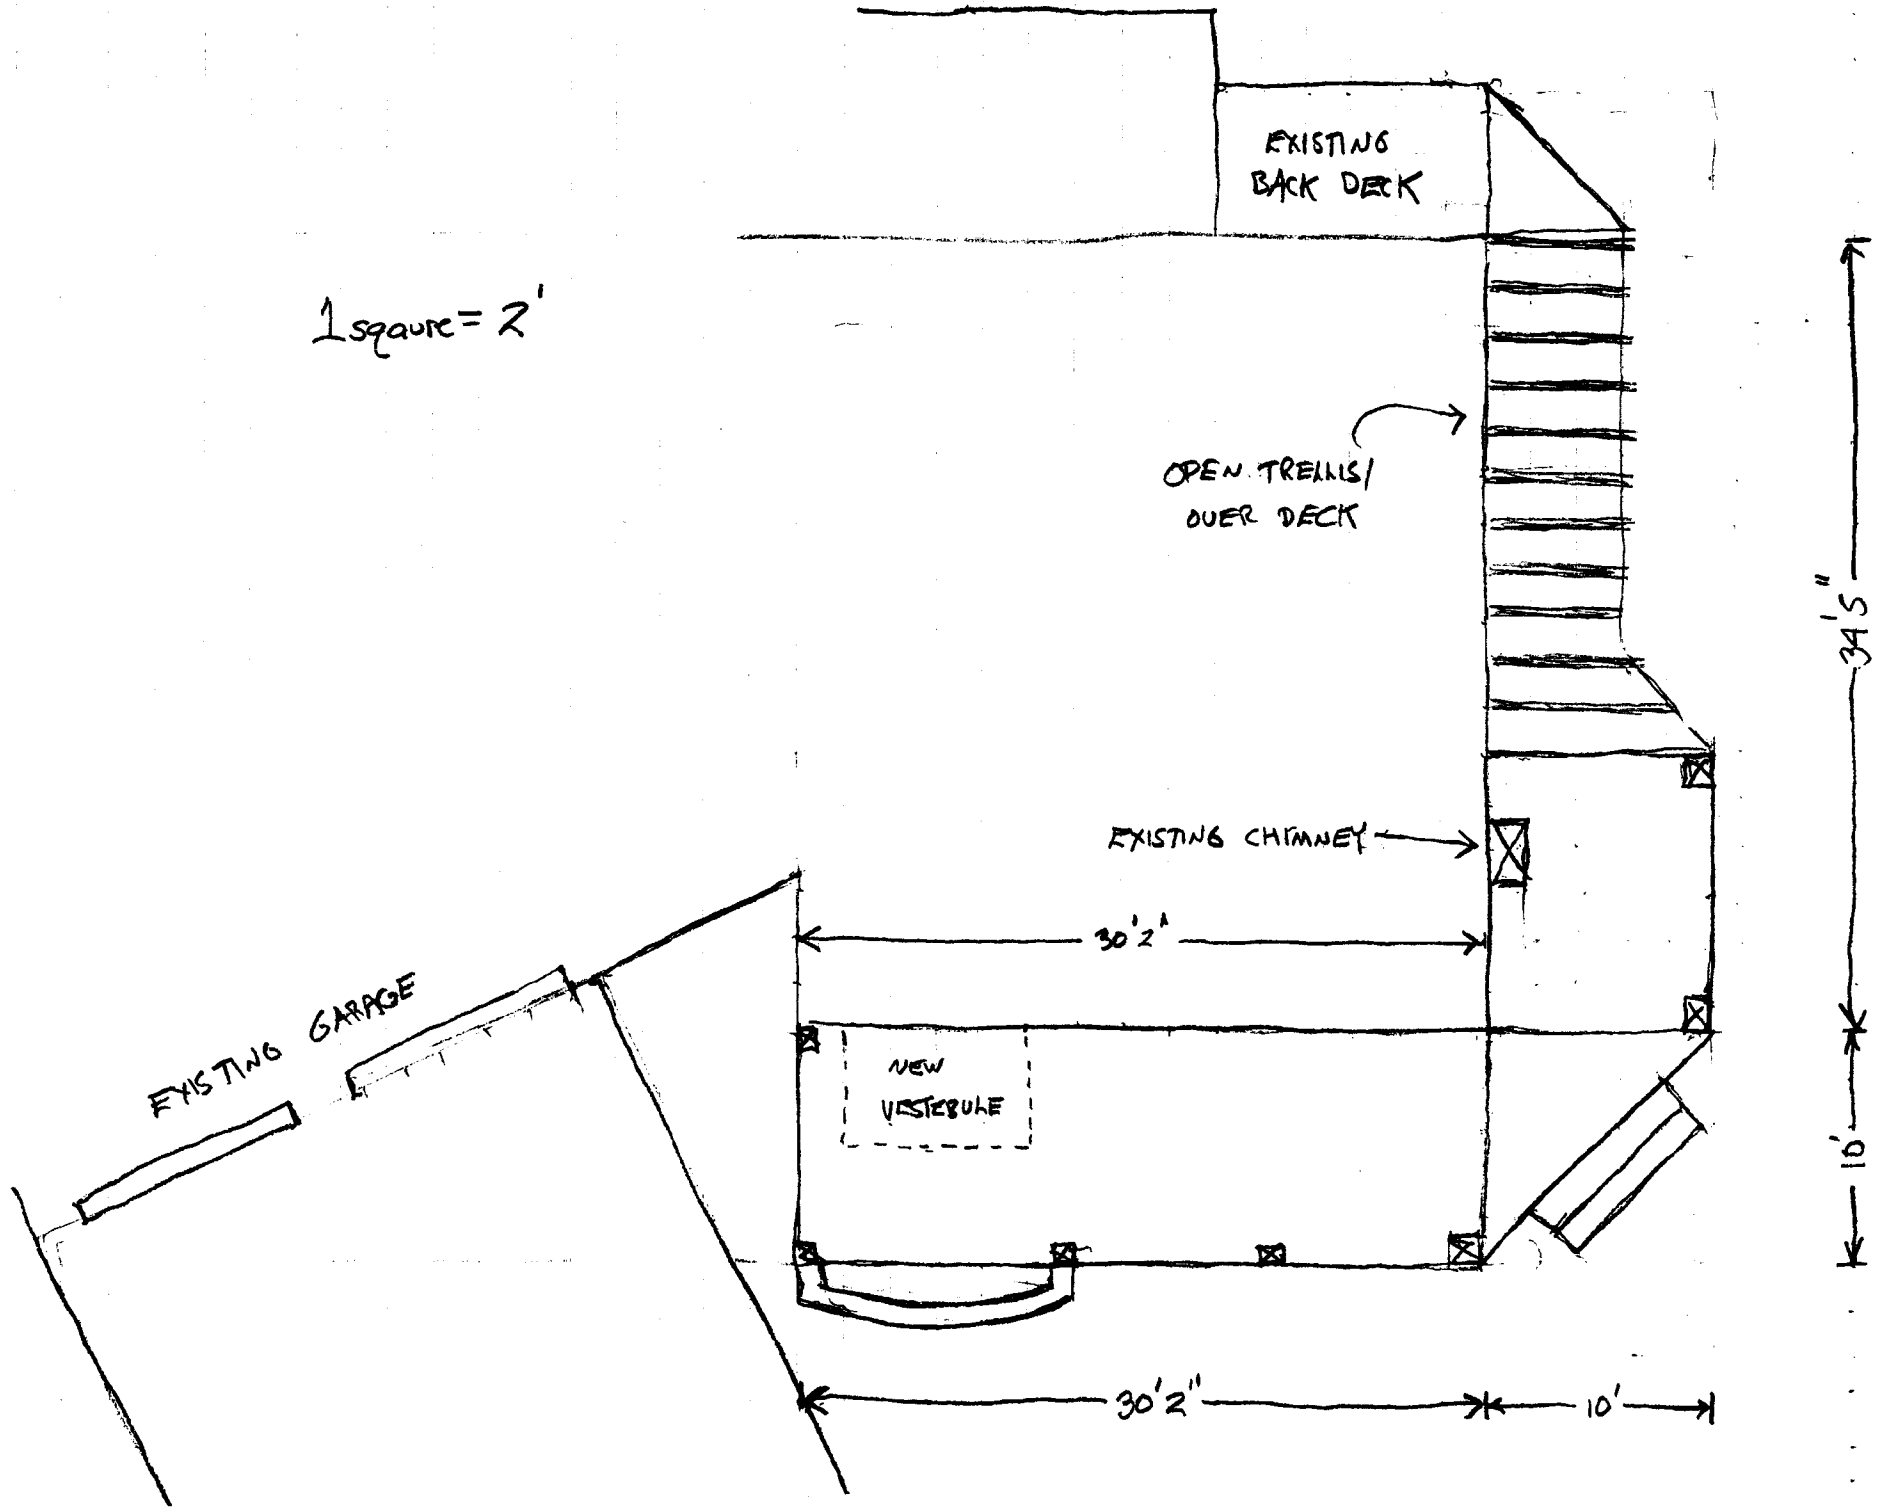 EXISTING
BACK DECK
1 sqaure = 2'
OPEN TRELLIS/
OVER DECK
34'5"
EXISTING CHIMNEY
30'2"
EXISTING GARAGE
NEW
VESTEBULE
10'
30'2"
10'